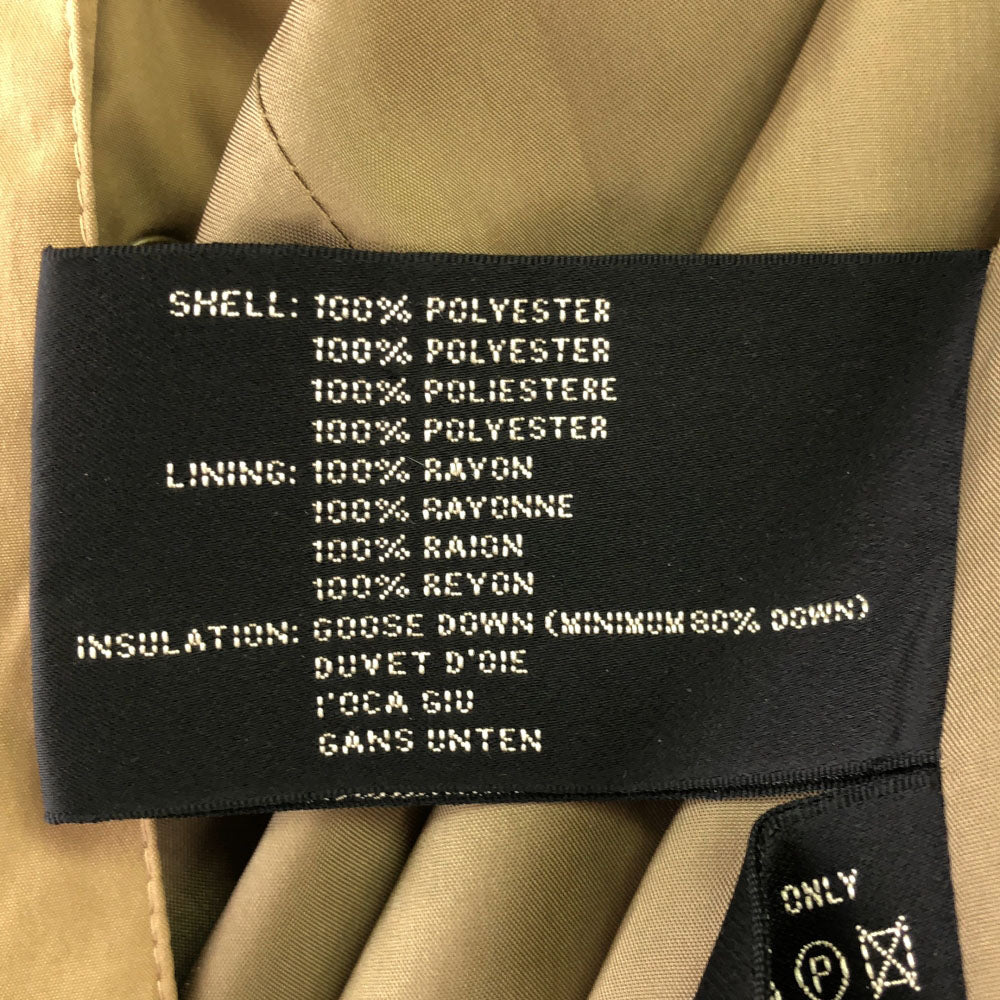 SHELL: 100% POLYESTER
100% POLYESTER
100% POLIESTERE
100% POLYESTER
LINING: 100% RAYON
100% RAYONNE
100% RAION
100% REYON
INSULATION: GOOSE DOWN (MINIMUM 80% DOWN)
DUVET D'OIE
I'OCA GIU
GANS UNTEN
ONLY
P